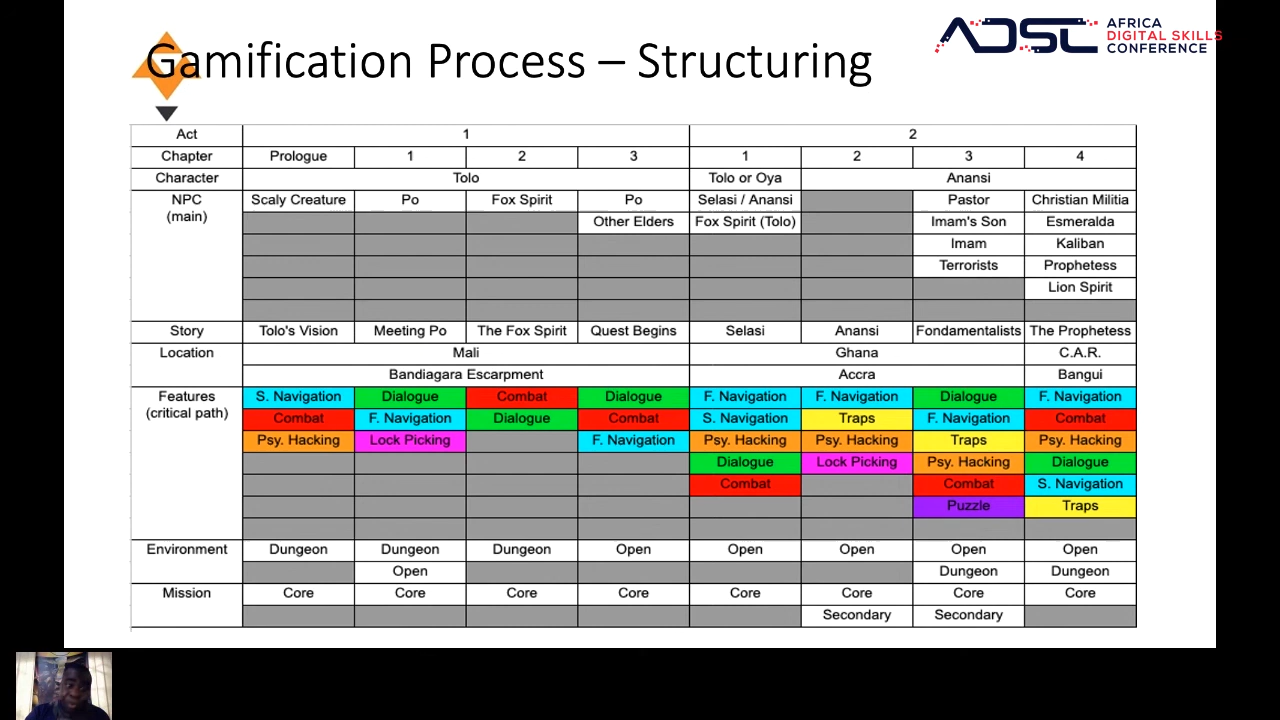 Gamification Process – Structuring
ADSC
AFRICA
DIGITAL SKILLS
CONFERENCE
Act 1 2
Chapter Prologue 1 2 3 1 2 3 4
Character Tolo Tolo or Oya Anansi
NPC Scaly Creature Po Fox Spirit Po Selasi / Anansi Pastor Christian Militia
(main) Other Elders Fox Spirit (Tolo) Imam's Son Esmeralda
Imam Kaliban
Terrorists Prophetess
Lion Spirit
Story Tolo's Vision Meeting Po The Fox Spirit Quest Begins Selasi Anansi Fondamentalists The Prophetess
Location Mali Ghana C.A.R.
Bandiagara Escarpment Accra Bangui
Features S. Navigation Dialogue Combat Dialogue F. Navigation F. Navigation Dialogue F. Navigation
(critical path) Combat F. Navigation Dialogue Combat S. Navigation Traps F. Navigation Combat
Psy. Hacking Lock Picking F. Navigation Psy. Hacking Psy. Hacking Traps Psy. Hacking
Dialogue Lock Picking Psy. Hacking Dialogue
Combat Combat S. Navigation
Puzzle Traps
Environment Dungeon Dungeon Dungeon Open Open Open Open Open
Open Dungeon Dungeon
Mission Core Core Core Core Core Core Core Core
Secondary Secondary